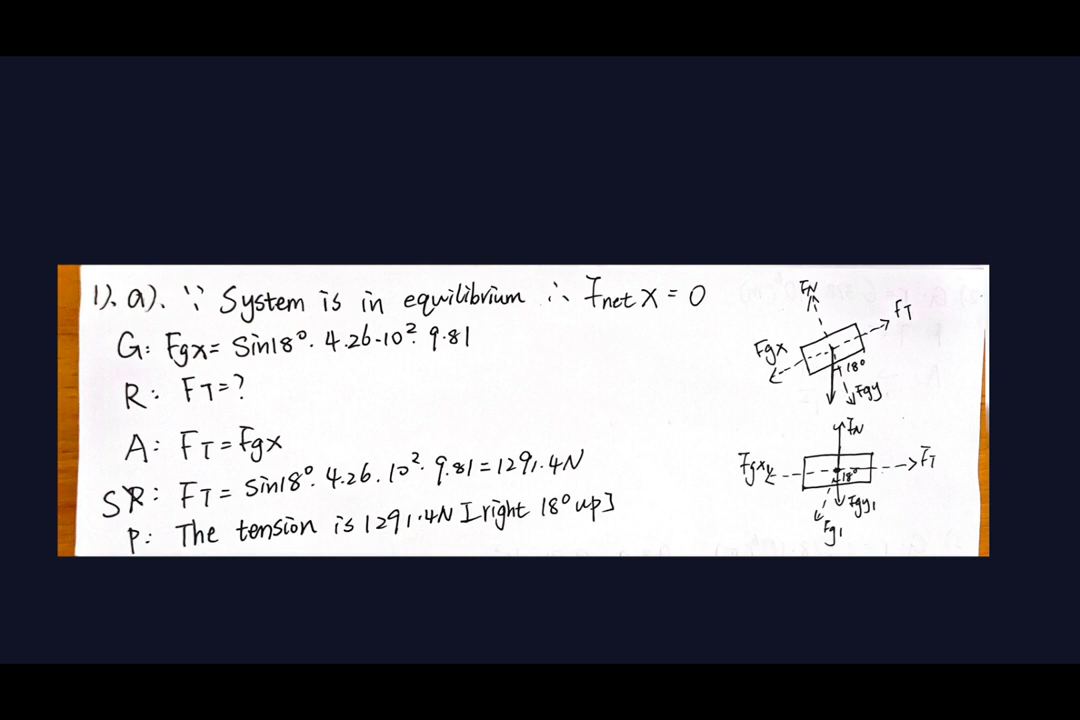 1). a). ∵ System is in equilibrium ∴ Fnet x = 0
G: Fgx = Sin18°. 4.26.10². 9.81
R: FT = ?
A: FT = Fgx
SR: FT = sin18°. 4.26.10². 9.81 = 1291.4N
P: The tension is 1291.4N [right 18° up]
FN
FT
Fgx
18°
Fgy
FN
Fgx
FT
18°
Fgy1
Fg1